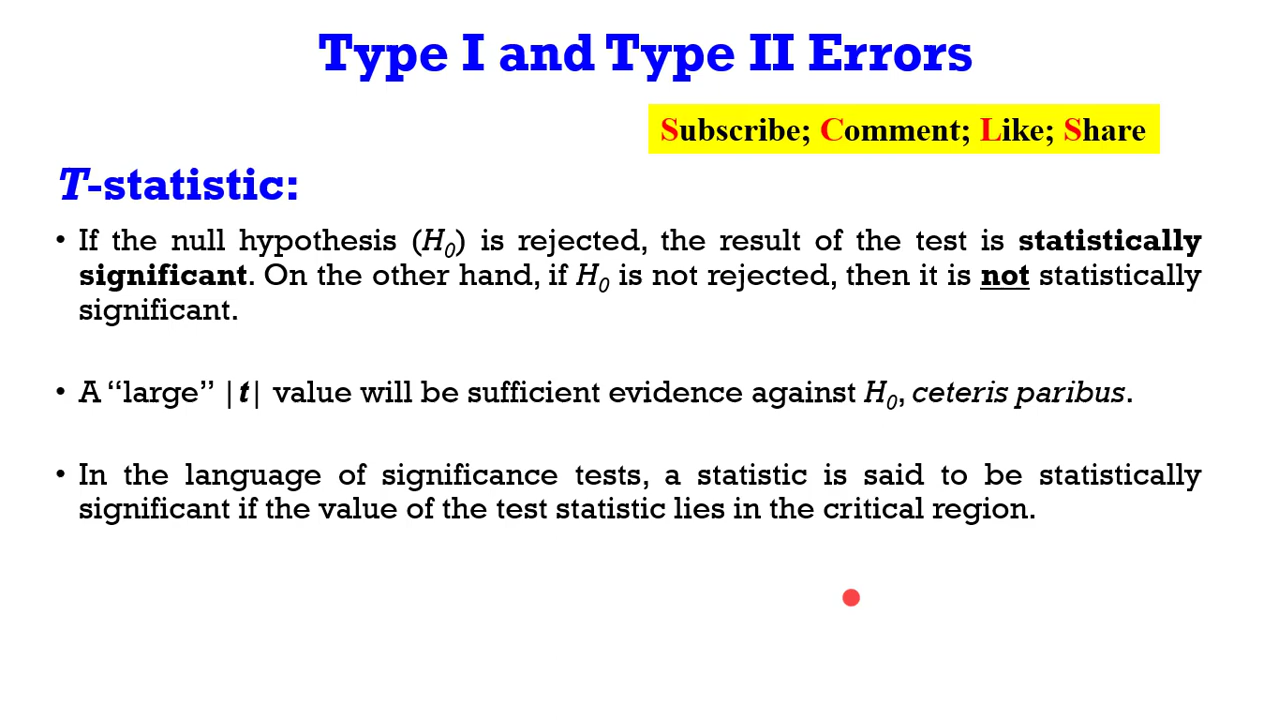 Type I and Type II Errors
Subscribe; Comment; Like; Share
T-statistic:
• If the null hypothesis (H0) is rejected, the result of the test is statistically
significant. On the other hand, if H0 is not rejected, then it is not statistically
significant.
• A “large” |t| value will be sufficient evidence against H0, ceteris paribus.
• In the language of significance tests, a statistic is said to be statistically
significant if the value of the test statistic lies in the critical region.